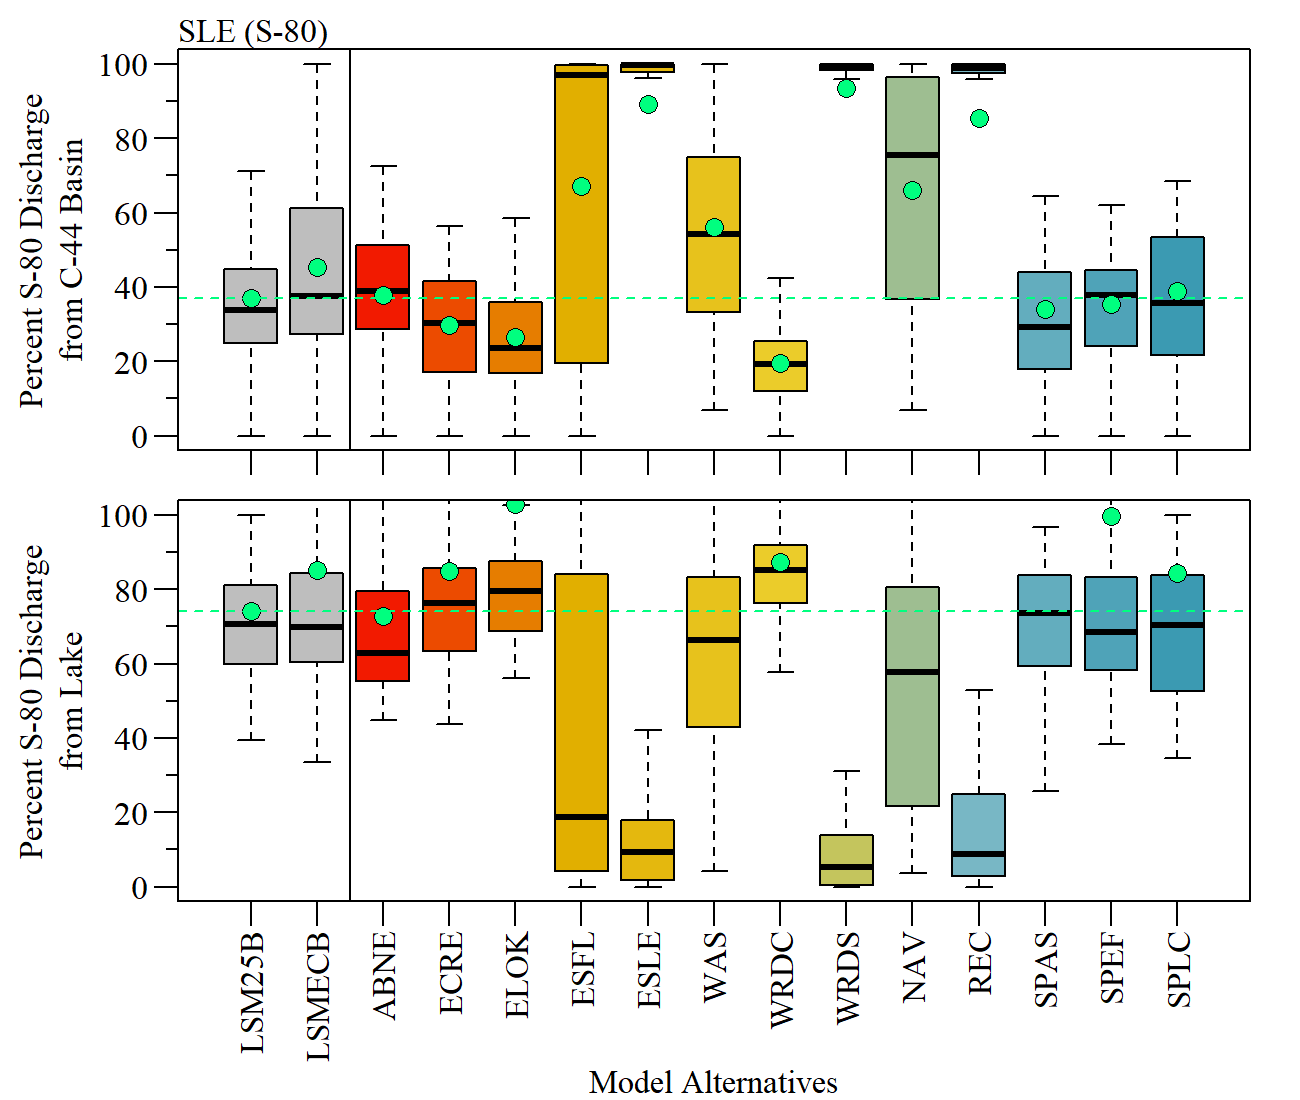 SLE (S-80)
Percent S-80 Discharge
from C-44 Basin
100
80
60
40
20
0
Percent S-80 Discharge
from Lake
100
80
60
40
20
0
LSM25B
LSMECB
ABNE
ECRE
ELOK
ESFL
ESLE
WAS
WRDC
WRDS
NAV
REC
SPAS
SPEF
SPLC
Model Alternatives